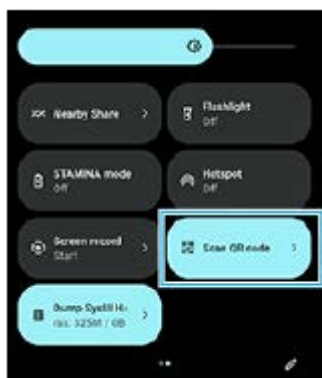 Nearby Share
Flashlight
Off
STAMINA mode
Off
Hotspot
Off
Screen record
Start
Scan QR code